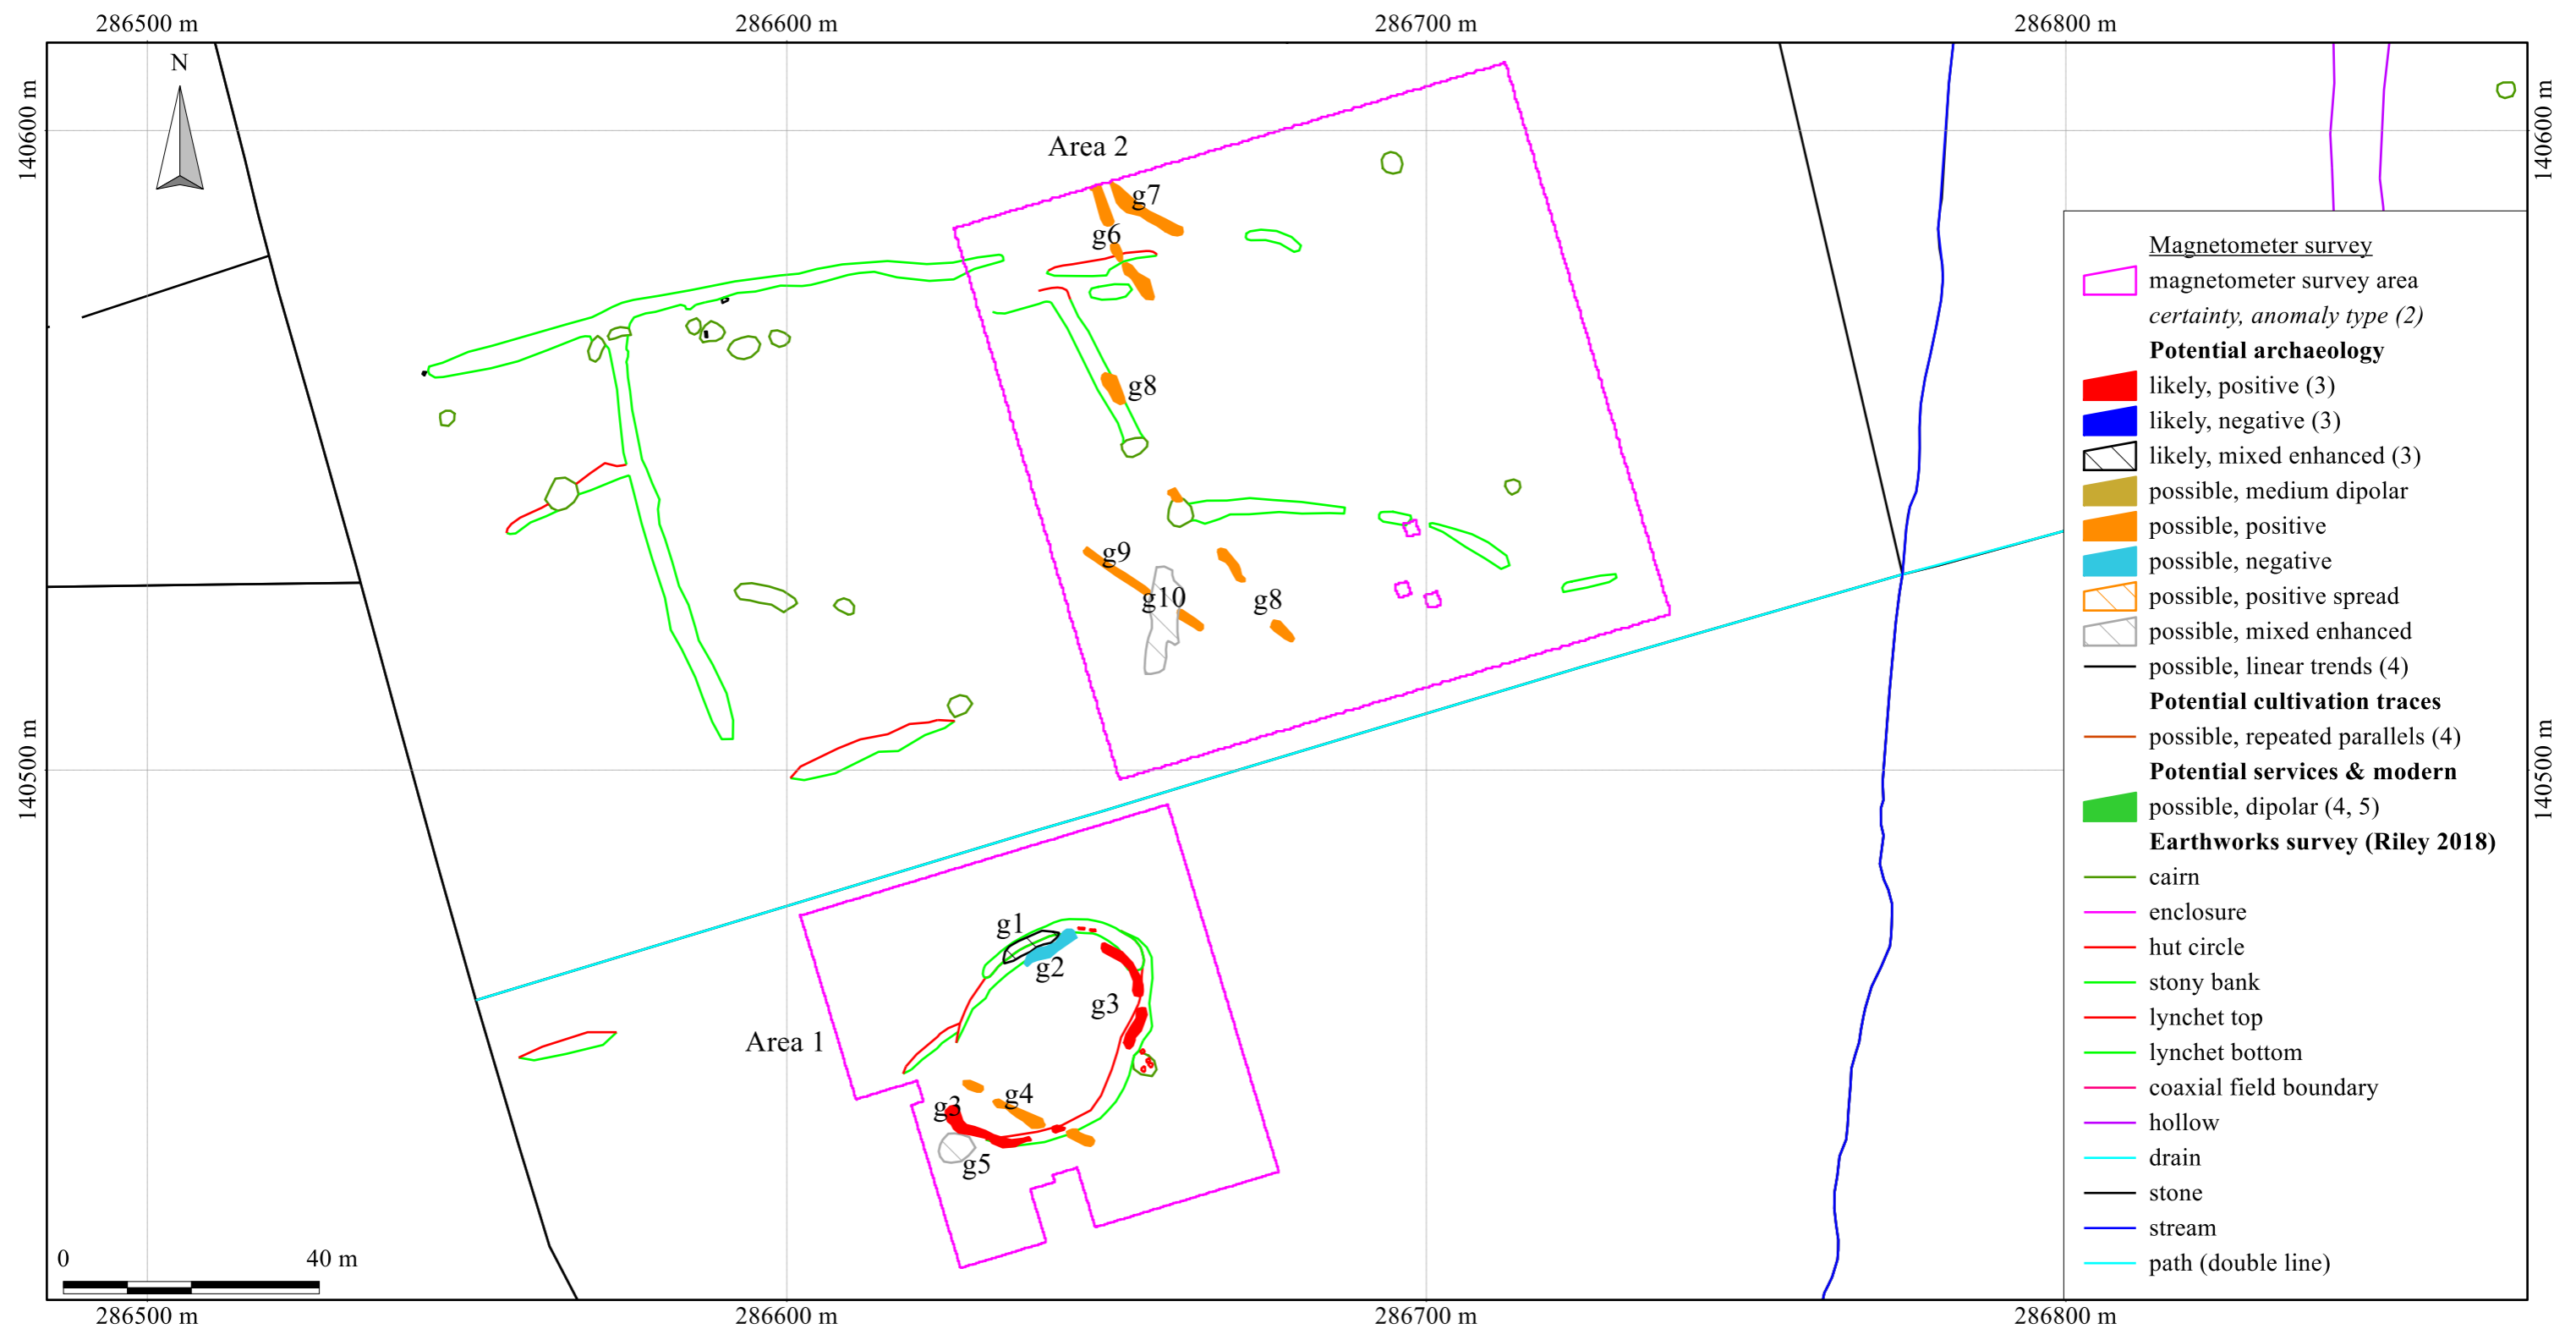 286500 m
286600 m
286700 m
286800 m
140600 m
140600 m
N
Area 2
g7
g6
g8
g9
g10
g8
140500 m
140500 m
Area 1
g1
g2
g3
g4
g3
g5
0
40 m
Magnetometer survey
magnetometer survey area
certainty, anomaly type (2)
Potential archaeology
likely, positive (3)
likely, negative (3)
likely, mixed enhanced (3)
possible, medium dipolar
possible, positive
possible, negative
possible, positive spread
possible, mixed enhanced
possible, linear trends (4)
Potential cultivation traces
possible, repeated parallels (4)
Potential services & modern
possible, dipolar (4, 5)
Earthworks survey (Riley 2018)
cairn
enclosure
hut circle
stony bank
lynchet top
lynchet bottom
coaxial field boundary
hollow
drain
stone
stream
path (double line)
286500 m
286600 m
286700 m
286800 m